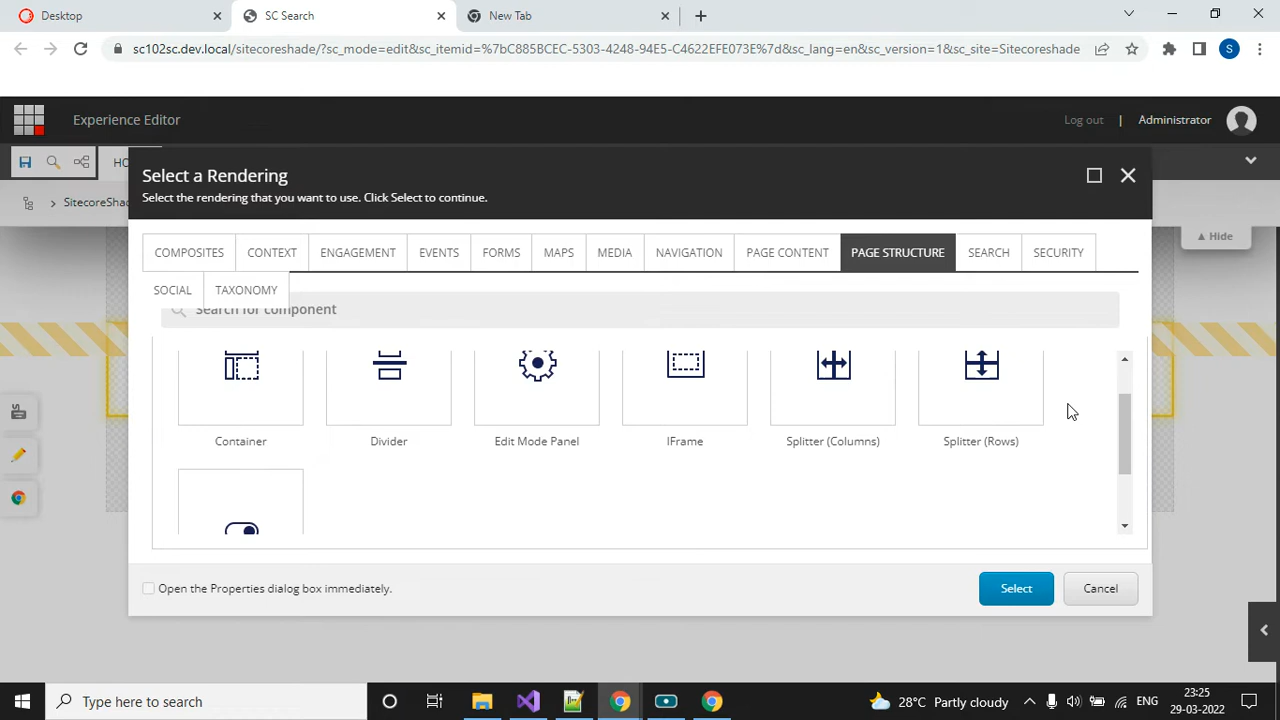 Desktop
SC Search
New Tab
sc102sc.dev.local/sitecoreshade/?sc_mode=edit&sc_itemid=%7bC885BCEC-5303-4248-94E5-C4622EFE073E%7d&sc_lang=en&sc_version=1&sc_site=Sitecoreshade
S
Experience Editor
Log out | Administrator
HO
Select a Rendering
Select the rendering that you want to use. Click Select to continue.
SitecoreSha
Hide
COMPOSITES CONTEXT ENGAGEMENT EVENTS FORMS MAPS MEDIA NAVIGATION PAGE CONTENT PAGE STRUCTURE SEARCH SECURITY
SOCIAL TAXONOMY
Search for component
Container Divider Edit Mode Panel IFrame Splitter (Columns) Splitter (Rows)
Open the Properties dialog box immediately.
Select
Cancel
Type here to search
28°C Partly cloudy
ENG
23:25
29-03-2022